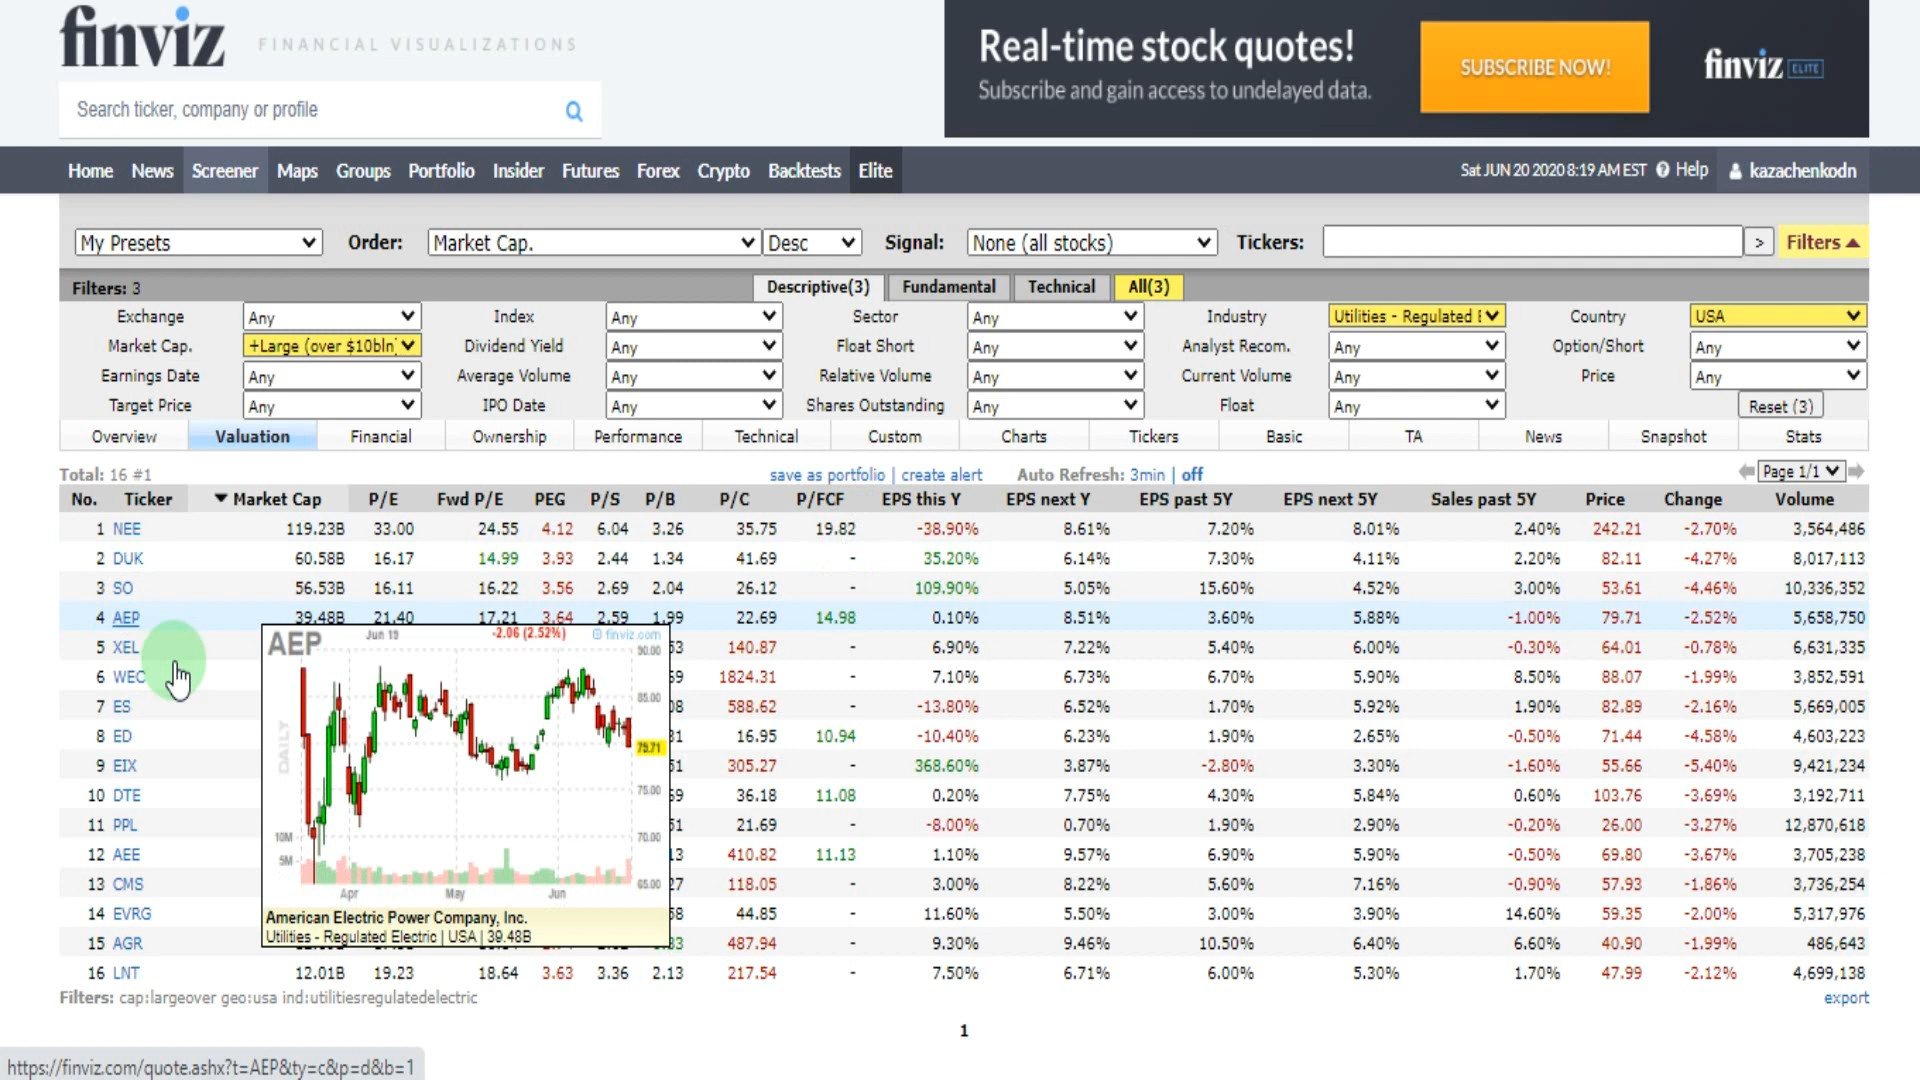 finviz FINANCIAL VISUALIZATIONS
Real-time stock quotes!
Subscribe and gain access to undelayed data.
SUBSCRIBE NOW!
finviz ELITE
Search ticker, company or profile
Home News Screener Maps Groups Portfolio Insider Futures Forex Crypto Backtests Elite Sat JUN 20 2020 8:19 AM EST Help kazachenkodn
My Presets Order: Market Cap. Desc Signal: None (all stocks) Tickers: > Filters
Filters: 3 Descriptive(3) Fundamental Technical All(3)
Exchange Any Index Any Sector Any Industry Utilities - Regulated Country USA
Market Cap. +Large (over $10bln) Dividend Yield Any Float Short Any Analyst Recom. Any Option/Short Any
Earnings Date Any Average Volume Any Relative Volume Any Current Volume Any Price Any
Target Price Any IPO Date Any Shares Outstanding Any Float Any Reset (3)
Overview Valuation Financial Ownership Performance Technical Custom Charts Tickers Basic TA News Snapshot Stats
Total: 16 #1 save as portfolio | create alert Auto Refresh: 3min | off Page 1/1
No. Ticker Market Cap P/E Fwd P/E PEG P/S P/B P/C P/FCF EPS this Y EPS next Y EPS past 5Y EPS next 5Y Sales past 5Y Price Change Volume
1 NEE 119.23B 33.00 24.55 4.12 6.04 3.26 35.75 19.82 -38.90% 8.61% 7.20% 8.01% 2.40% 242.21 -2.70% 3,564,486
2 DUK 60.58B 16.17 14.99 3.93 2.44 1.34 41.69 - 35.20% 6.14% 7.30% 4.11% 2.20% 82.11 -4.27% 8,017,113
3 SO 56.53B 16.11 16.22 3.56 2.69 2.04 26.12 - 109.90% 5.05% 15.60% 4.52% 3.00% 53.61 -4.46% 10,336,352
4 AEP 39.48B 21.40 17.21 3.64 2.59 1.99 22.69 14.98 0.10% 8.51% 3.60% 5.88% -1.00% 79.71 -2.52% 5,658,750
5 XEL 140.87 - 6.90% 7.22% 5.40% 6.00% -0.30% 64.01 -0.78% 6,631,335
6 WEC 1824.31 - 7.10% 6.73% 6.70% 5.90% 8.50% 88.07 -1.99% 3,852,591
7 ES 588.62 - -13.80% 6.52% 1.70% 5.92% 1.90% 82.89 -2.16% 5,669,005
8 ED 16.95 10.94 -10.40% 6.23% 1.90% 2.65% -0.50% 71.44 -4.58% 4,603,223
9 EIX 305.27 - 368.60% 3.87% -2.80% 3.30% -1.60% 55.66 -5.40% 9,421,234
10 DTE 36.18 11.08 0.20% 7.75% 4.30% 5.84% 0.60% 103.76 -3.69% 3,192,711
11 PPL 21.69 - -8.00% 0.70% 1.90% 2.90% -0.20% 26.00 -3.27% 12,870,618
12 AEE 410.82 11.13 1.10% 9.57% 6.90% 5.90% -0.50% 69.80 -3.67% 3,705,238
13 CMS 118.05 - 3.00% 8.22% 5.60% 7.16% -0.90% 57.93 -1.86% 3,736,254
14 EVRG 44.85 - 11.60% 5.50% 3.00% 3.90% 14.60% 59.35 -2.00% 5,317,976
15 AGR 487.94 - 9.30% 9.46% 10.50% 6.40% 6.60% 40.90 -1.99% 486,643
16 LNT 12.01B 19.23 18.64 3.63 3.36 2.13 217.54 - 7.50% 6.71% 6.00% 5.30% 1.70% 47.99 -2.12% 4,699,138
AEP Jun 19 -2.06 (2.52%) © finviz.com
DAILY
90.00
85.00
79.71
75.00
10M 70.00
5M 65.00
Apr May Jun
American Electric Power Company, Inc.
Utilities - Regulated Electric | USA | 39.48B
Filters: cap:largeover geo:usa ind:utilitiesregulatedelectric export
1
https://finviz.com/quote.ashx?t=AEP&ty=c&p=d&b=1